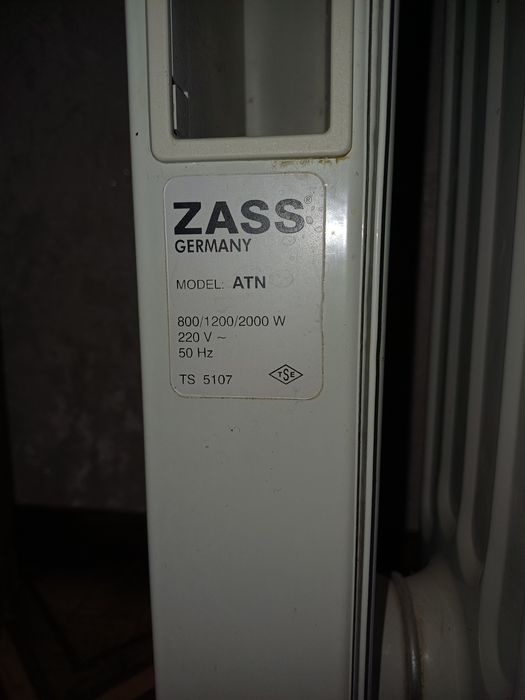 ZASS®
GERMANY
MODEL: ATN
800/1200/2000 W
220 V ~
50 Hz
TS 5107
TSE